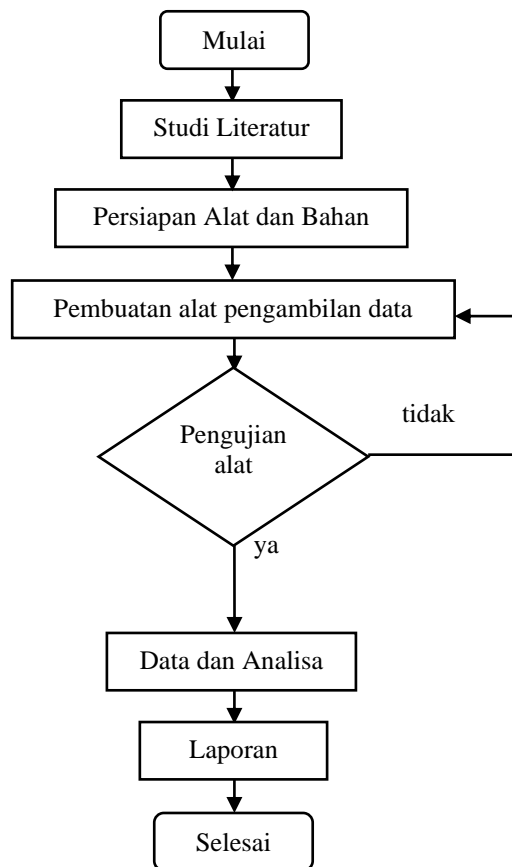 Mulai
Studi Literatur
Persiapan Alat dan Bahan
Pembuatan alat pengambilan data
Pengujian
alat
tidak
ya
Data dan Analisa
Laporan
Selesai